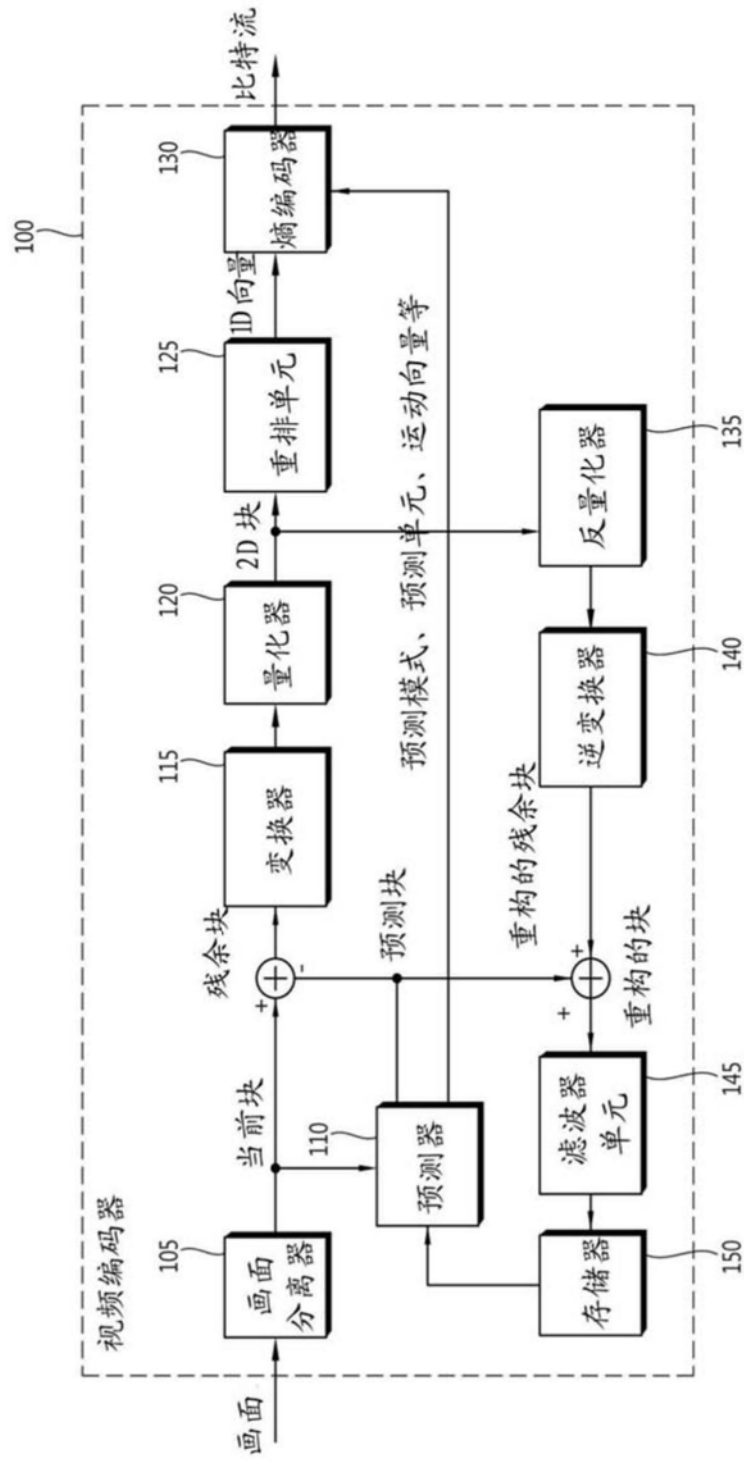 100
视频编码器
画面
105
画面
分离器
当前块
残余块
115
变换器
120
量化器
2D 块
125
重排单元
1D 向量
130
熵编码器
比特流
+
-
110
预测器
预测块
预测模式、预测单元、运动向量等
135
反量化器
140
逆变换器
重构的残余块
+
+
重构的块
145
滤波器
单元
150
存储器